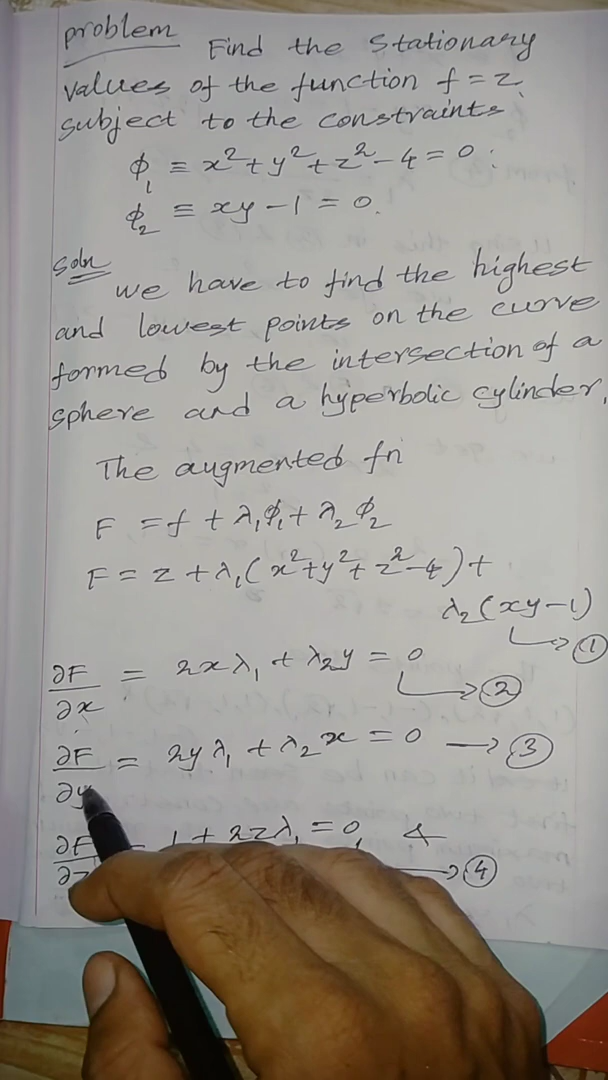 problem Find the stationary
values of the function f = z,
subject to the constraints
ϕ₁ ≡ x² + y² + z² - 4 = 0 ;
ϕ₂ ≡ xy - 1 = 0.
Soln
we have to find the highest
and lowest points on the curve
formed by the intersection of a
sphere and a hyperbolic cylinder.
The augmented fn
F = f + λ₁ϕ₁ + λ₂ϕ₂
F = z + λ₁(x² + y² + z² - 4) +
λ₂(xy - 1)
→ ①
∂F/∂x = 2xλ₁ + λ₂y = 0
→ ②
∂F/∂y = 2yλ₁ + λ₂x = 0 → ③
∂F/∂z = 1 + 2zλ₁ = 0, &
→ ④